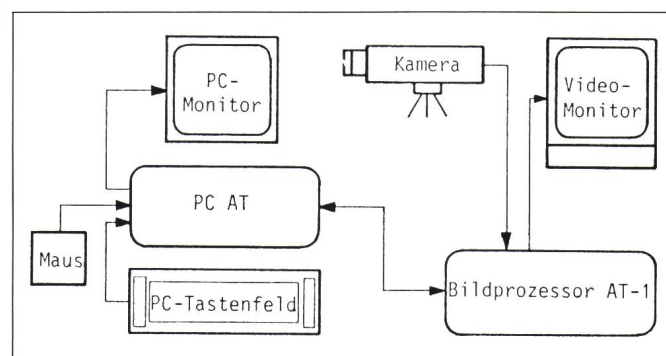 PC-
Monitor
Kamera
Video-
Monitor
PC AT
Maus
PC-Tastenfeld
Bildprozessor AT-1